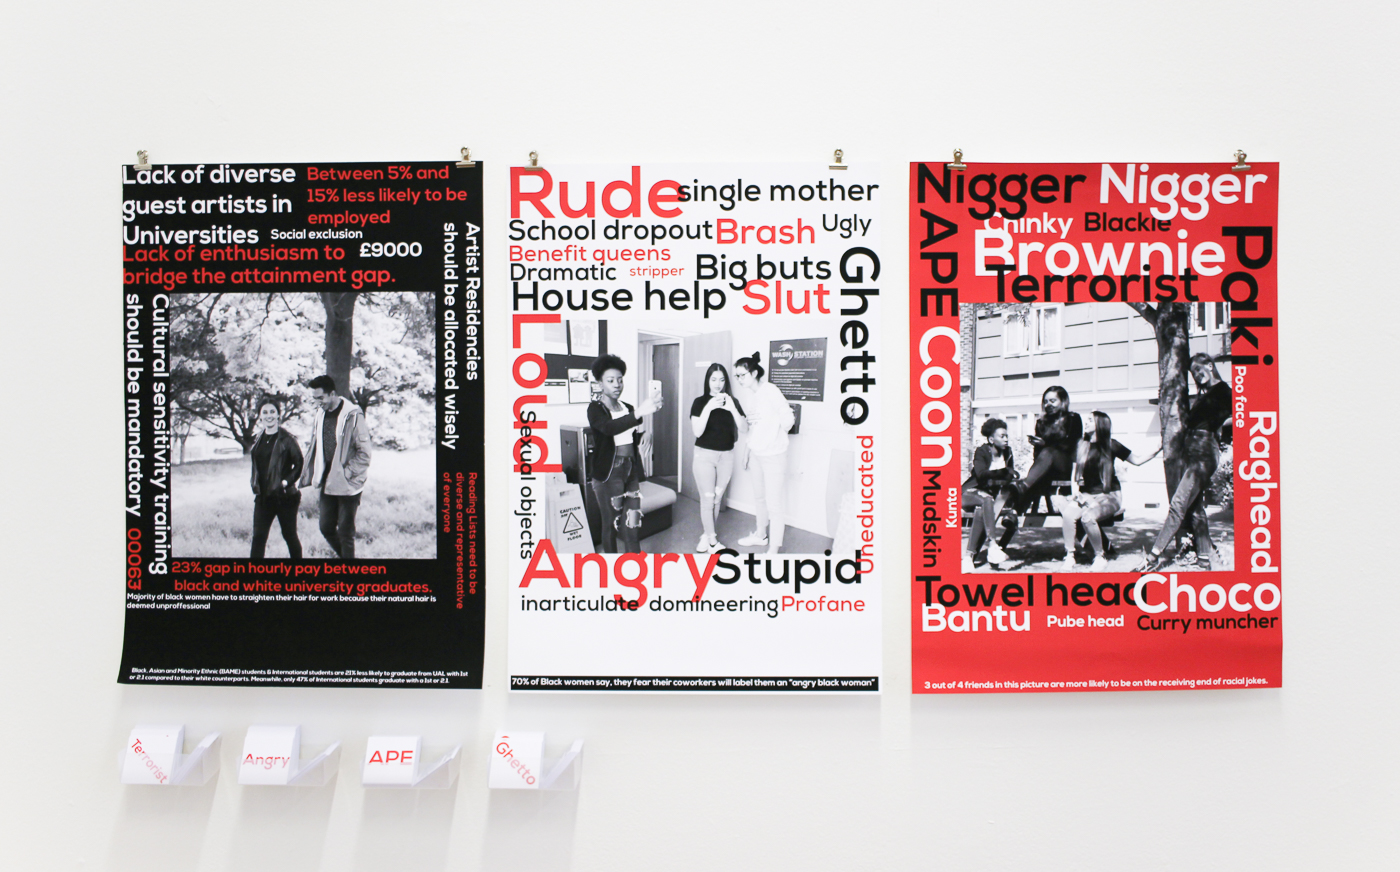 Lack of diverse
guest artists in
Universities
Between 5% and
15% less likely to be
employed
Social exclusion
Lack of enthusiasm to
bridge the attainment gap.
£9000
Artist Residencies
should be allocated wisely
Cultural sensitivity training
should be mandatory
£9000
Reading Lists need to be
diverse and representative
of everyone
23% gap in hourly pay between
black and white university graduates.
Majority of black women have to straighten their hair for work because their natural hair is
deemed unproffessional
Black, Asian and Minority Ethnic (BAME) students & International students are 21% less likely to graduate from UAL with 1st
or 2.1 compared to their white counterparts. Meanwhile, only 47% of International students graduate with a 1st or 2.1.
Rude
single mother
School dropout
Brash
Ugly
Benefit queens
Dramatic
stripper
Big buts
House help
Slut
Ghetto
Loud
Sexual objects
WASH STATION
CAUTION
WET
FLOOR
Uneducated
Angry
Stupid
inarticulate
domineering
Profane
70% of Black women say, they fear their coworkers will label them an "angry black woman"
Nigger
Nigger
Chinky
Blackie
APE
Brownie
Terrorist
Paki
Coon
Poo face
Raghead
Mudskin
Kunta
Towel head
Choco
Bantu
Pube head
Curry muncher
3 out of 4 friends in this picture are more likely to be on the receiving end of racial jokes.
Terrorist
Angry
APE
Ghetto